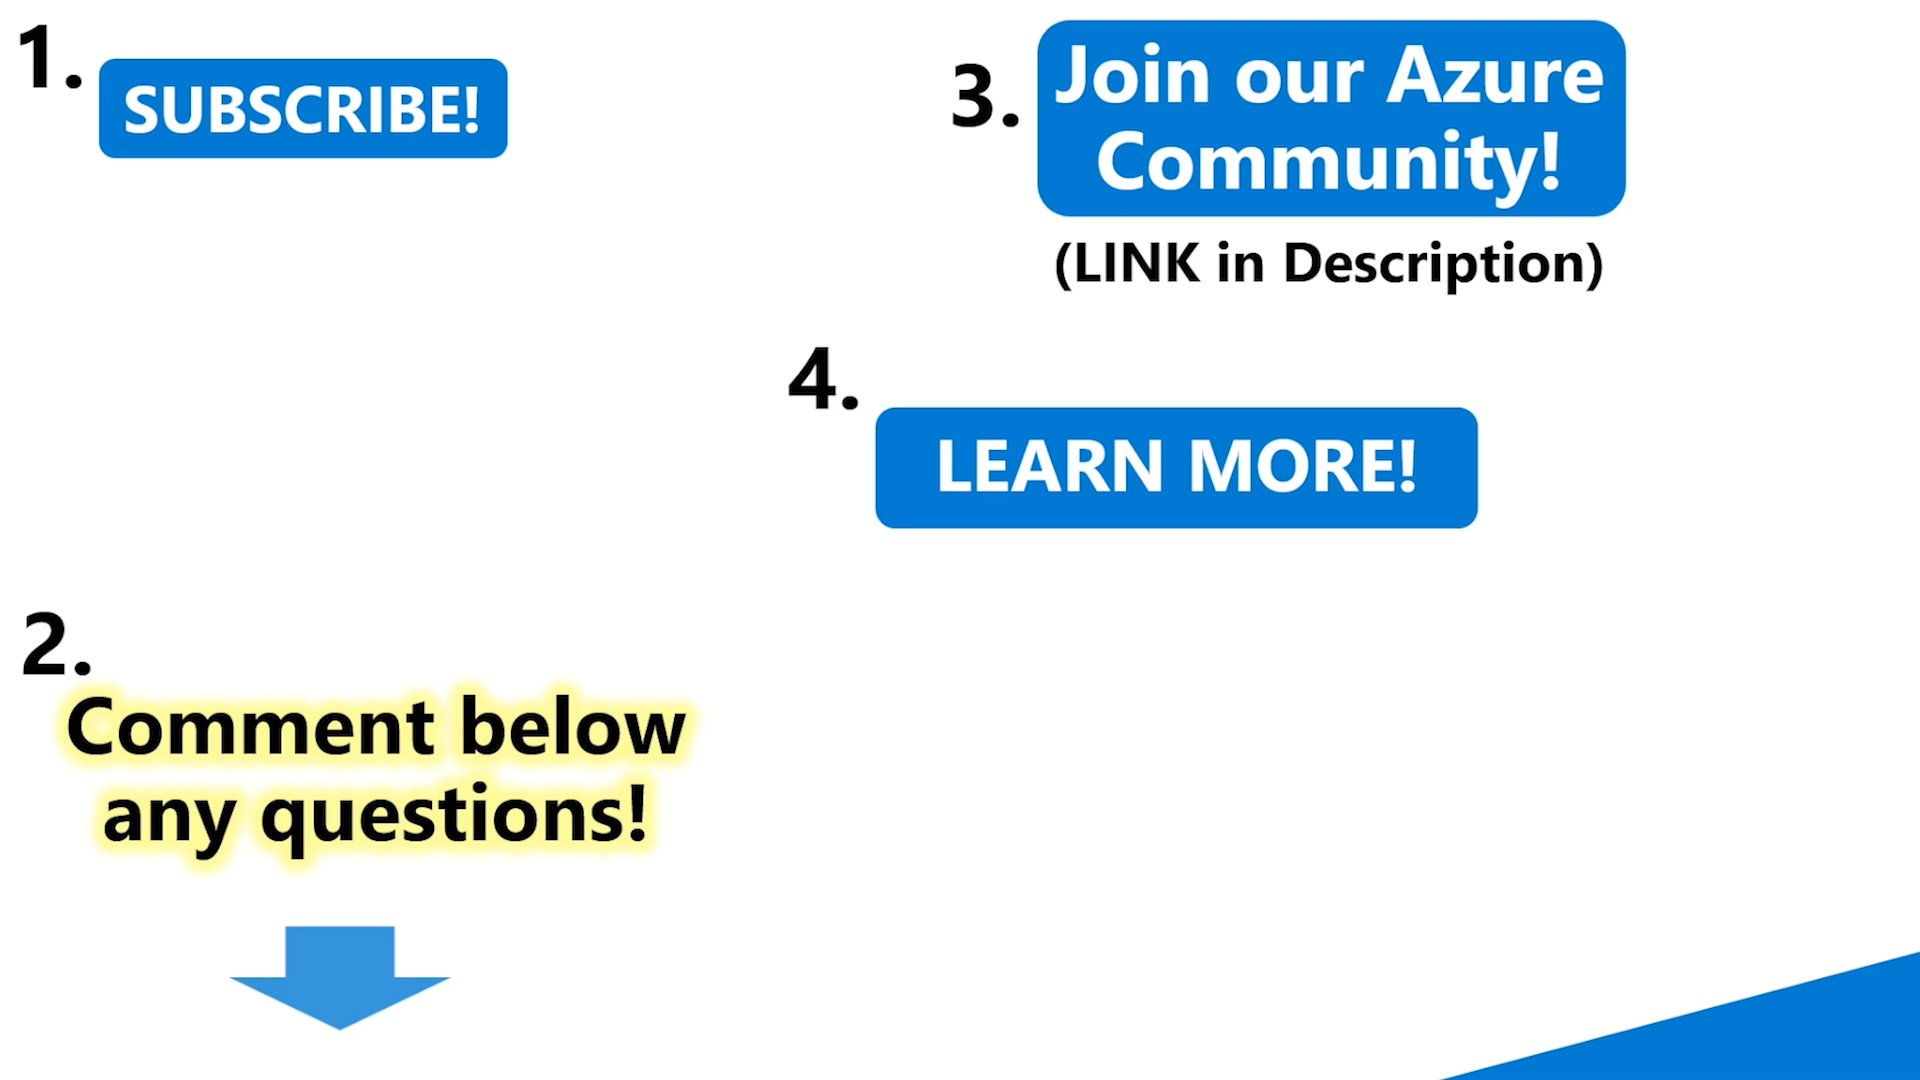 1.
SUBSCRIBE!
2.
Comment below
any questions!
3.
Join our Azure
Community!
(LINK in Description)
4.
LEARN MORE!